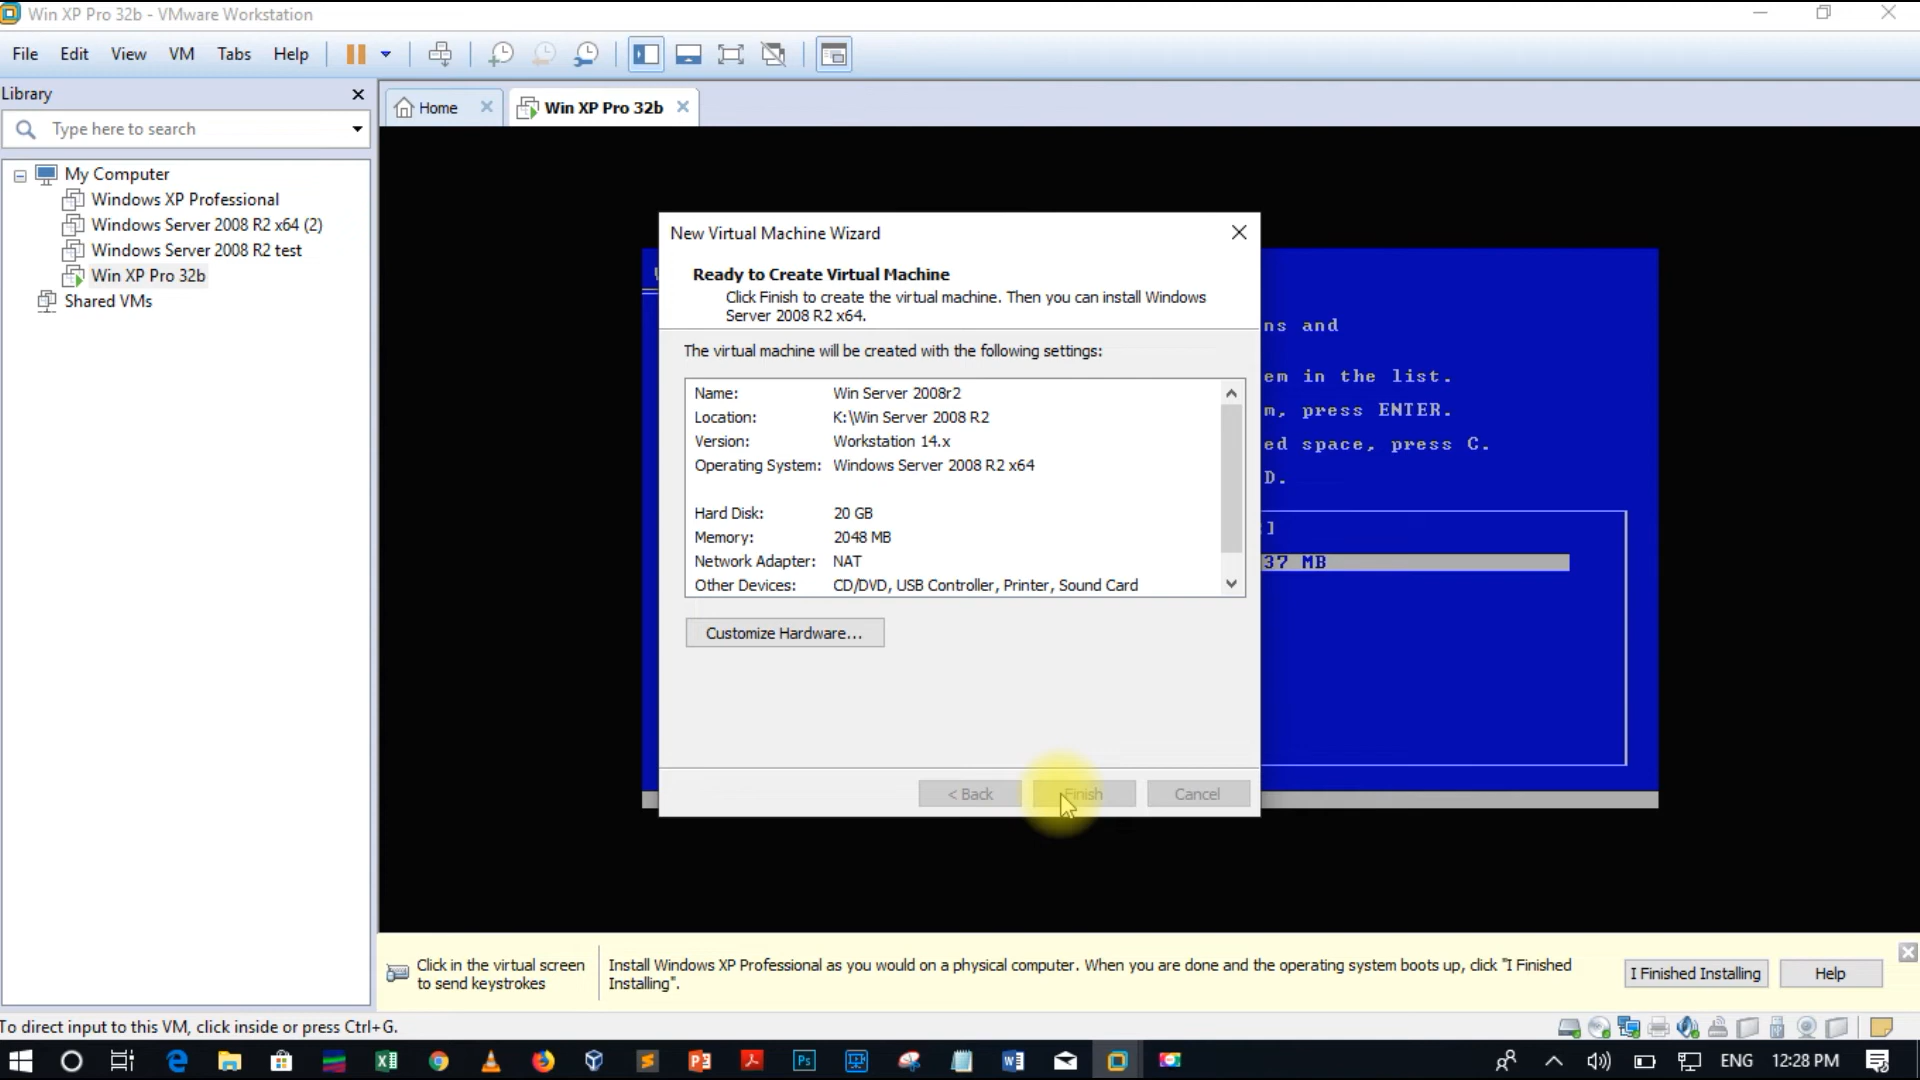 Win XP Pro 32b - VMware Workstation
File Edit View VM Tabs Help
Library
Type here to search
My Computer
Windows XP Professional
Windows Server 2008 R2 x64 (2)
Windows Server 2008 R2 test
Win XP Pro 32b
Shared VMs
Home
Win XP Pro 32b
ns and
em in the list.
m, press ENTER.
ed space, press C.
D.
]
37 MB
New Virtual Machine Wizard
Ready to Create Virtual Machine
Click Finish to create the virtual machine. Then you can install Windows
Server 2008 R2 x64.
The virtual machine will be created with the following settings:
Name: Win Server 2008r2
Location: K:\Win Server 2008 R2
Version: Workstation 14.x
Operating System: Windows Server 2008 R2 x64
Hard Disk: 20 GB
Memory: 2048 MB
Network Adapter: NAT
Other Devices: CD/DVD, USB Controller, Printer, Sound Card
Customize Hardware...
< Back Finish Cancel
Click in the virtual screen
to send keystrokes
Install Windows XP Professional as you would on a physical computer. When you are done and the operating system boots up, click "I Finished
Installing".
I Finished Installing
Help
To direct input to this VM, click inside or press Ctrl+G.
ENG 12:28 PM